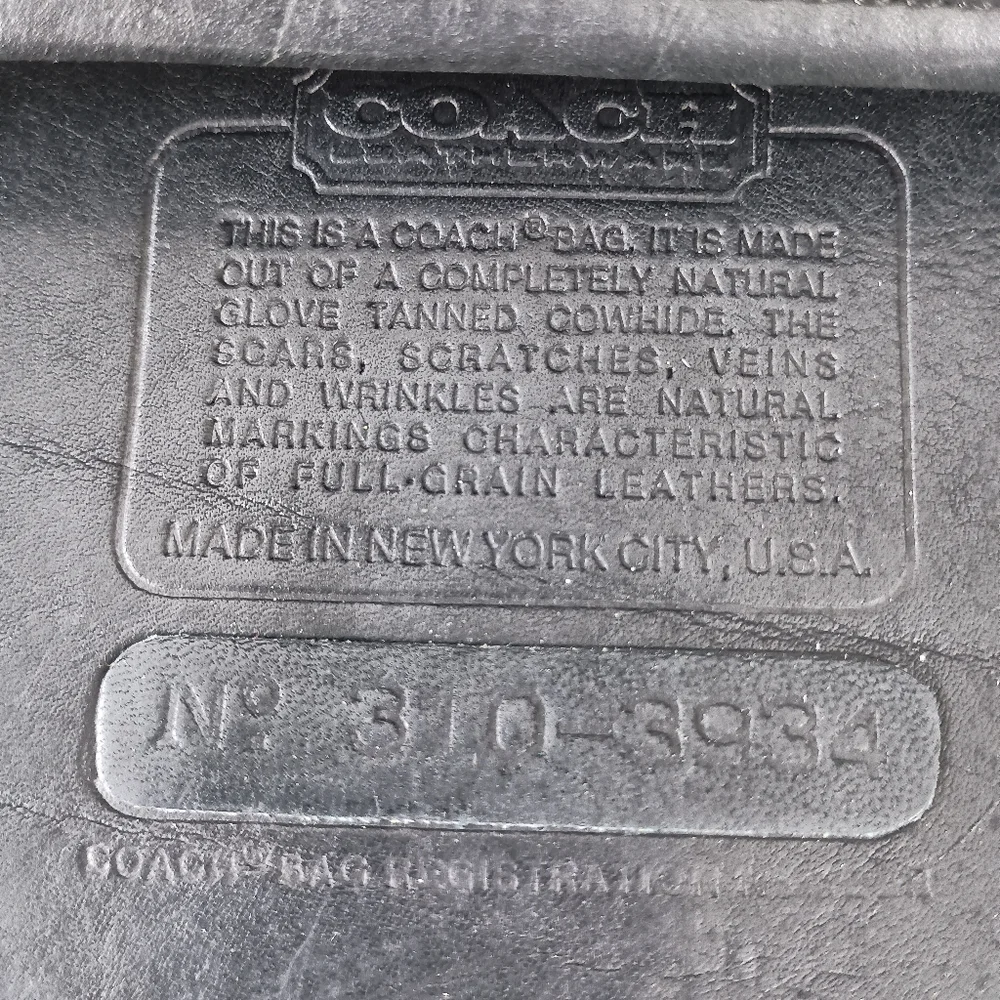 COACH
LEATHERWARE
THIS IS A COACH® BAG. IT IS MADE
OUT OF A COMPLETELY NATURAL
GLOVE TANNED COWHIDE. THE
SCARS, SCRATCHES, VEINS
AND WRINKLES ARE NATURAL
MARKINGS CHARACTERISTIC
OF FULL-GRAIN LEATHERS.
MADE IN NEW YORK CITY, U.S.A.
Nº 310-3934
COACH® BAG REGISTRATION